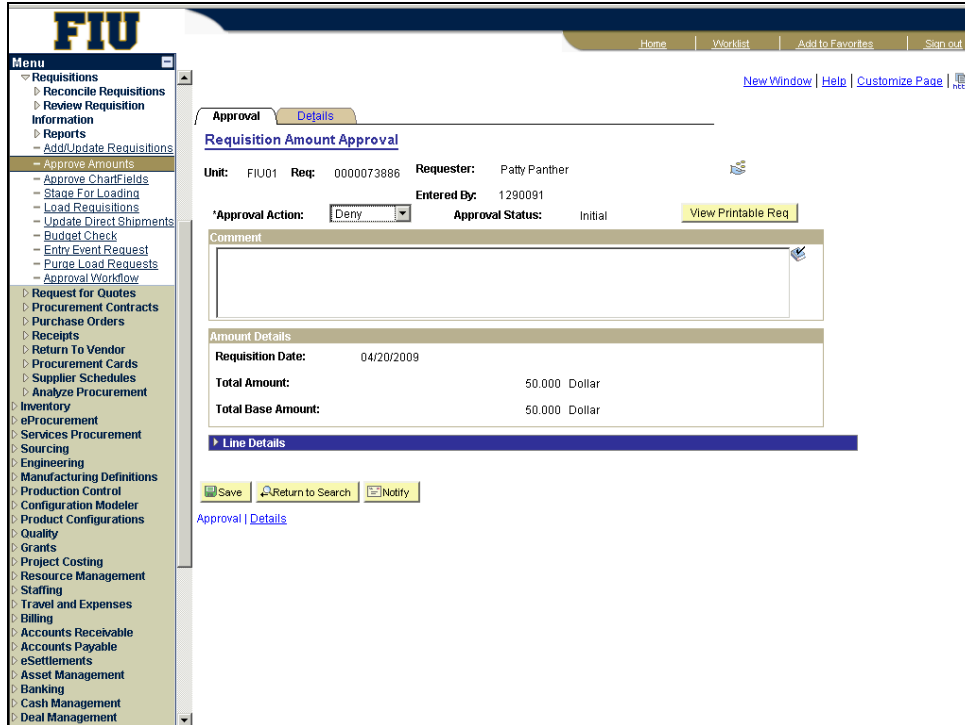 FIU
Home Worklist Add to Favorites Sign out
Menu
New Window | Help | Customize Page |
Requisitions
Reconcile Requisitions
Review Requisition
Information
Reports
- Add/Update Requisitions
- Approve Amounts
- Approve ChartFields
- Stage For Loading
- Load Requisitions
- Update Direct Shipments
- Budget Check
- Entry Event Request
- Purge Load Requests
- Approval Workflow
Request for Quotes
Procurement Contracts
Purchase Orders
Receipts
Return To Vendor
Procurement Cards
Supplier Schedules
Analyze Procurement
Inventory
eProcurement
Services Procurement
Sourcing
Engineering
Manufacturing Definitions
Production Control
Configuration Modeler
Product Configurations
Quality
Grants
Project Costing
Resource Management
Staffing
Travel and Expenses
Billing
Accounts Receivable
Accounts Payable
eSettlements
Asset Management
Banking
Cash Management
Deal Management
Approval Details
Requisition Amount Approval
Unit: FIU01 Req: 0000073886 Requester: Patty Panther
Entered By: 1290091
*Approval Action: Deny Approval Status: Initial View Printable Req
Comment
Amount Details
Requisition Date: 04/20/2009
Total Amount: 50.000 Dollar
Total Base Amount: 50.000 Dollar
Line Details
Save Return to Search Notify
Approval | Details